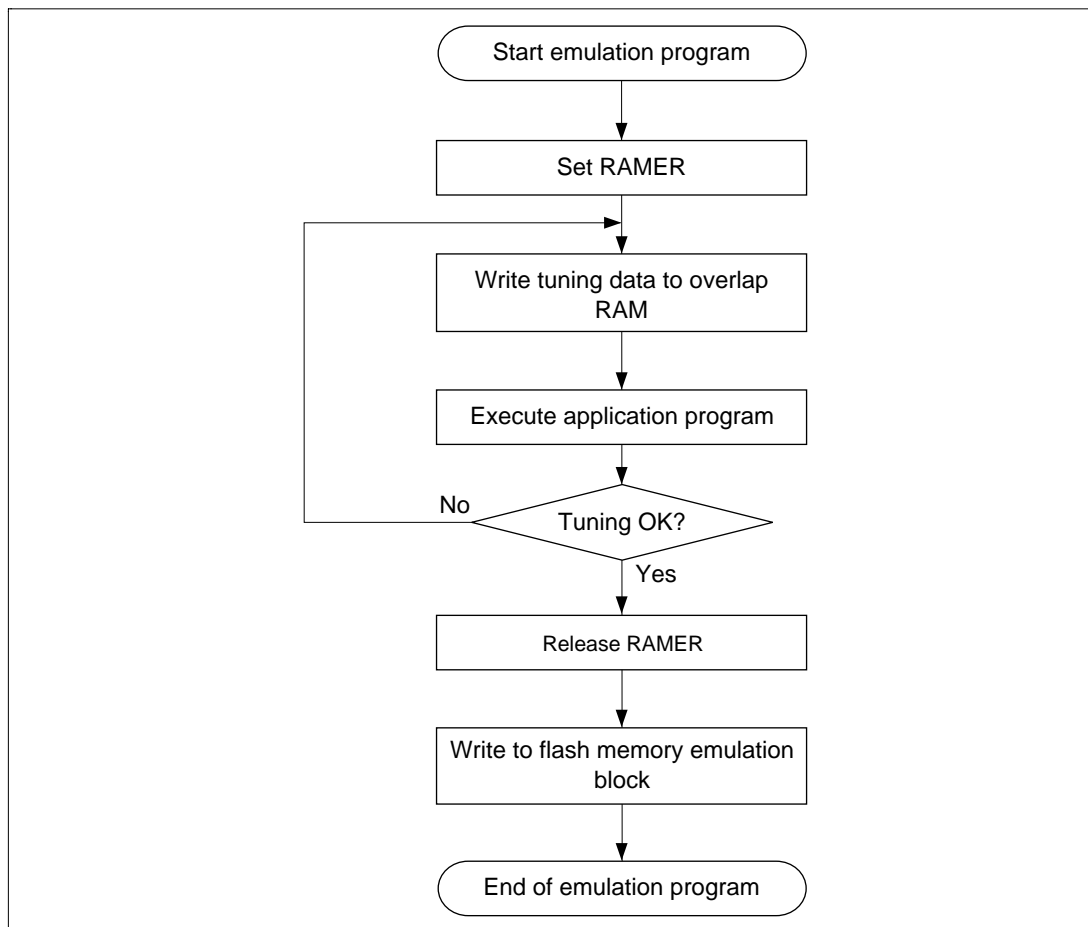 Start emulation program
Set RAMER
Write tuning data to overlap
RAM
Execute application program
No
Tuning OK?
Yes
Release RAMER
Write to flash memory emulation
block
End of emulation program